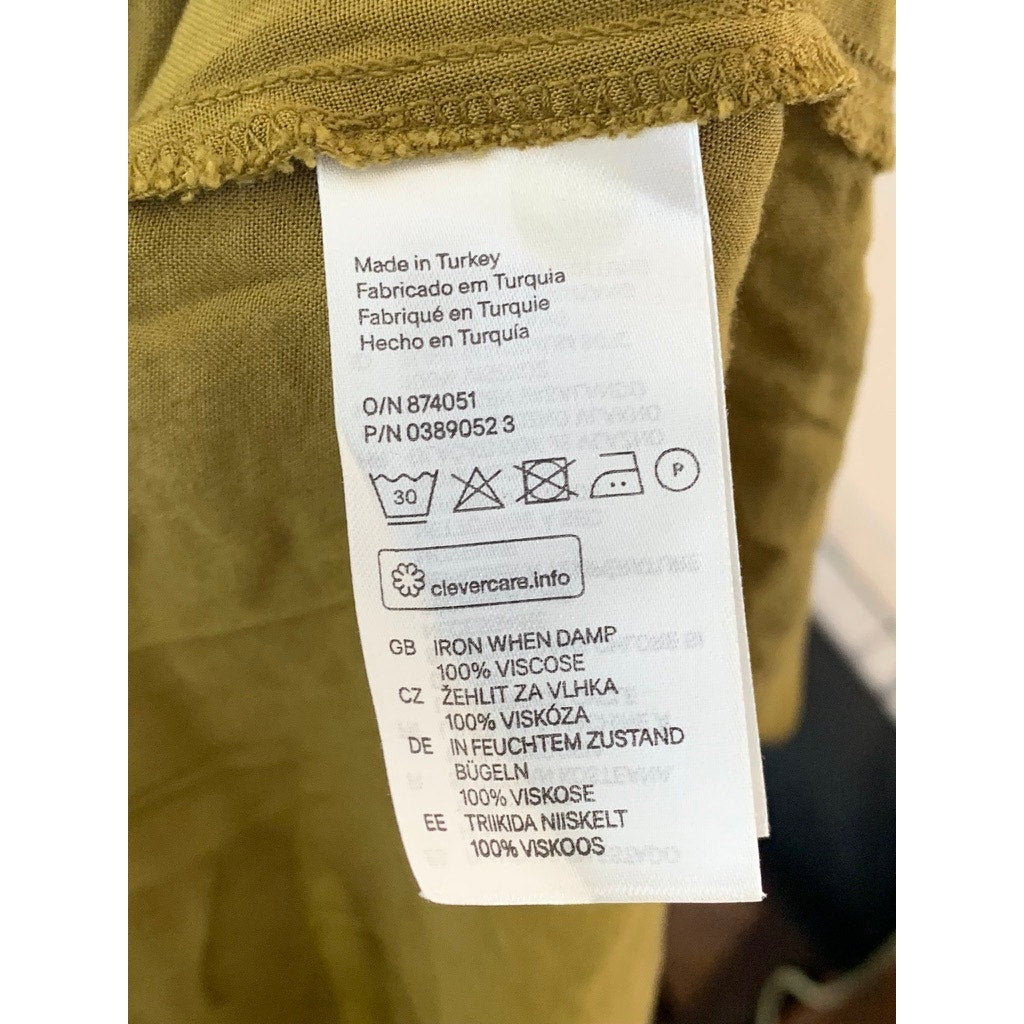 Made in Turkey
Fabricado em Turquia
Fabriqué en Turquie
Hecho en Turquía
O/N 874051
P/N 0389052 3
30 P
clevercare.info
GB IRON WHEN DAMP
100% VISCOSE
CZ ŽEHLIT ZA VLHKA
100% VISKÓZA
DE IN FEUCHTEM ZUSTAND
BÜGELN
100% VISKOSE
EE TRIIKIDA NIISKELT
100% VISKOOS